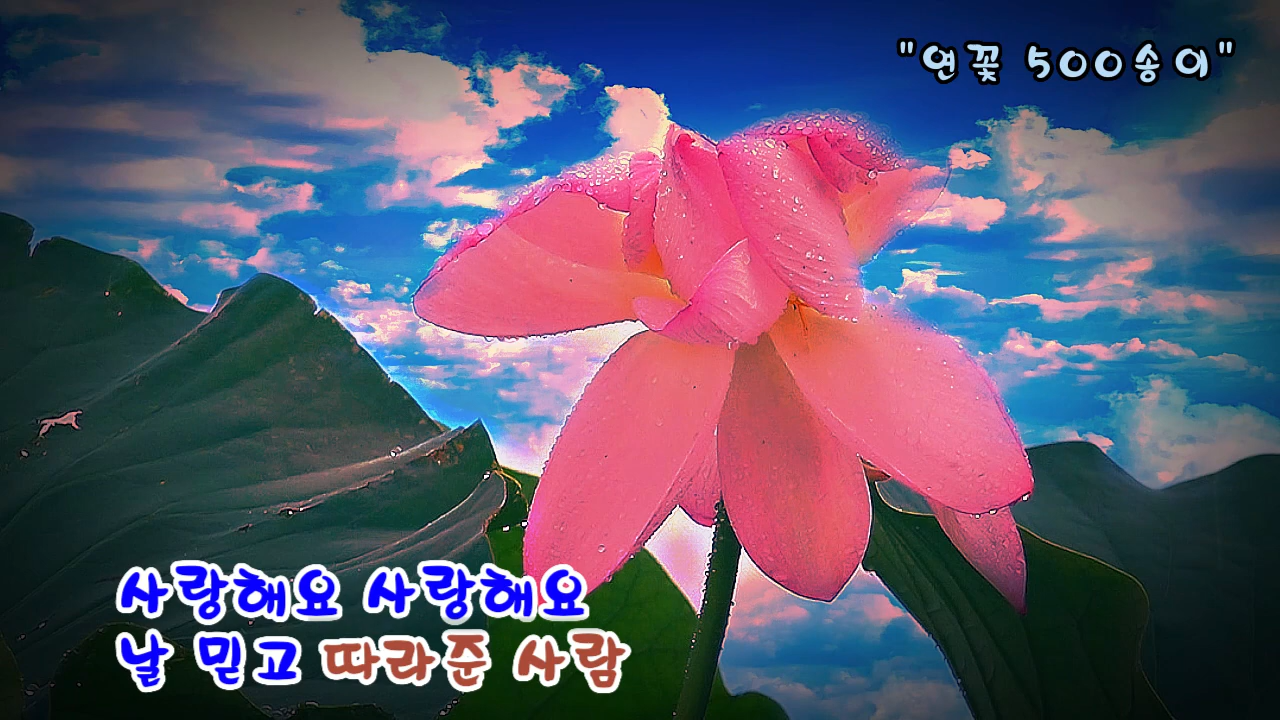 "연꽃 500송이"
사랑해요 사랑해요
날 믿고 따라준 사람